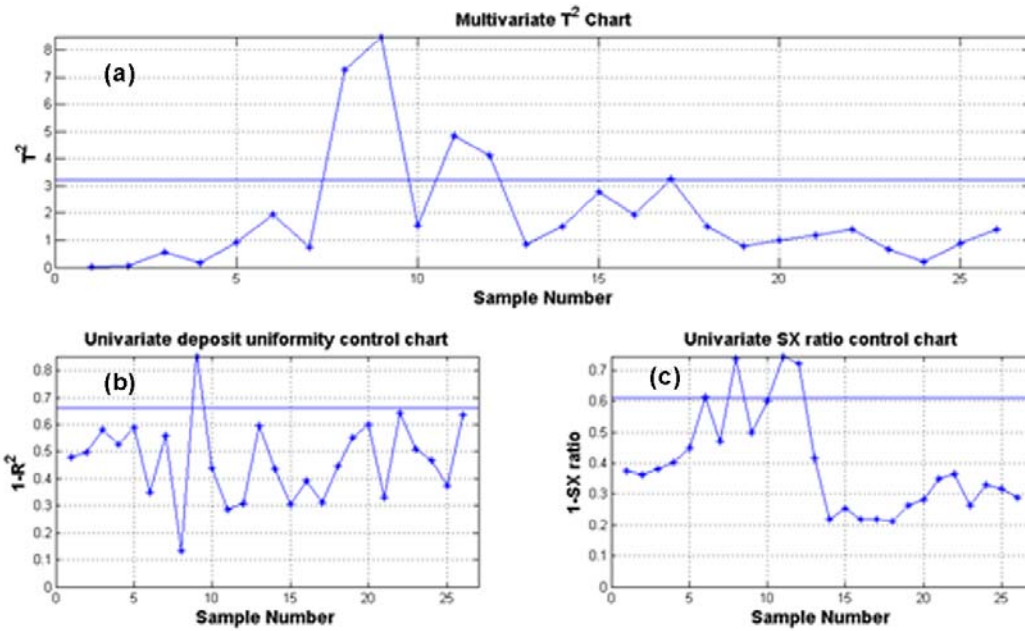 Multivariate T² Chart
(a)
T²
8
7
6
5
4
3
2
1
0
0 5 10 15 20 25
Sample Number
Univariate deposit uniformity control chart
(b)
1-R²
0.8
0.7
0.6
0.5
0.4
0.3
0.2
0.1
0
0 5 10 15 20 25
Sample Number
Univariate SX ratio control chart
(c)
1-SX ratio
0.7
0.6
0.5
0.4
0.3
0.2
0.1
0
0 5 10 15 20 25
Sample Number